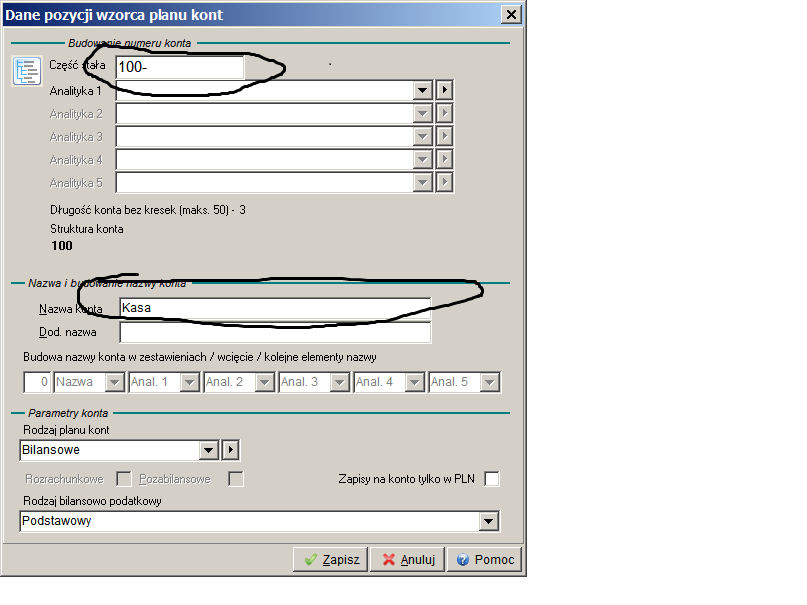 Dane pozycji wzorca planu kont
Budowanie numeru konta
Część stała 100-
Analityka 1
Analityka 2
Analityka 3
Analityka 4
Analityka 5
Długość konta bez kresek (maks. 50) - 3
Struktura konta
100
Nazwa i budowanie nazwy konta
Nazwa konta Kasa
Dod. nazwa
Budowa nazwy konta w zestawieniach / wcięcie / kolejne elementy nazwy
0 Nazwa Anal. 1 Anal. 2 Anal. 3 Anal. 4 Anal. 5
Parametry konta
Rodzaj planu kont
Bilansowe
Rozrachunkowe Pozabilansowe Zapisy na konto tylko w PLN
Rodzaj bilansowo podatkowy
Podstawowy
Zapisz Anuluj Pomoc